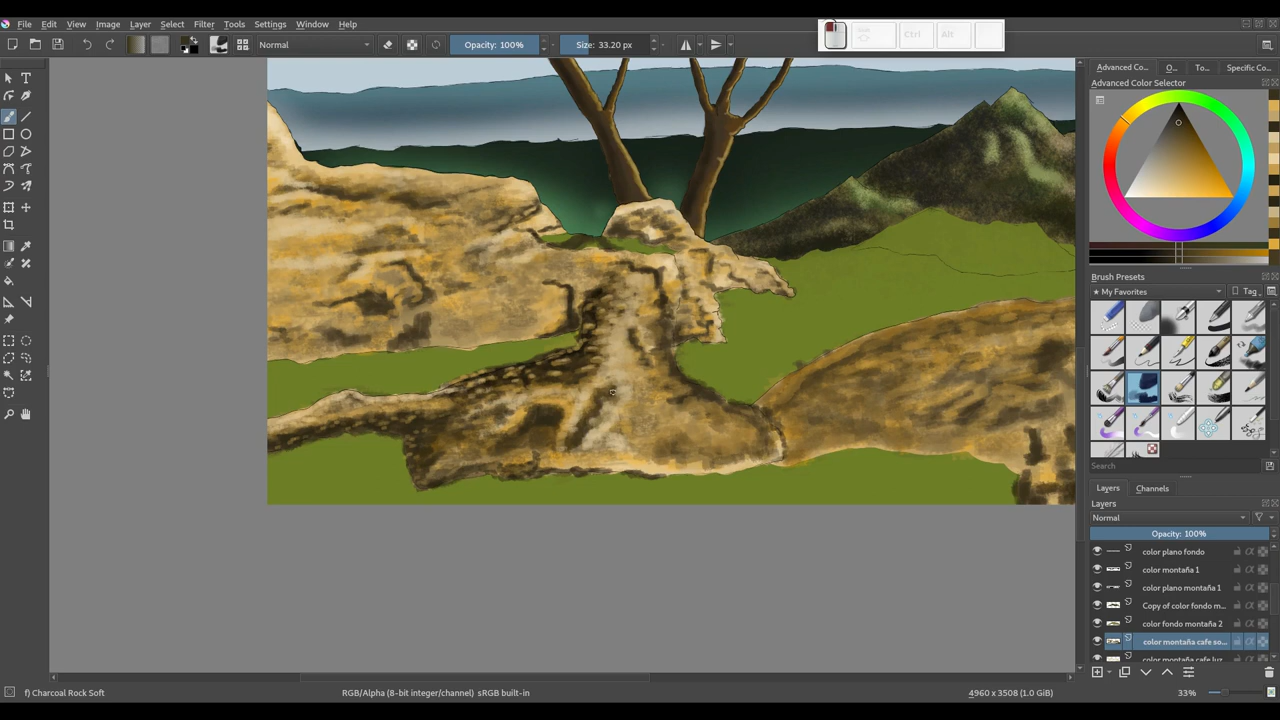 File Edit View Image Layer Select Filter Tools Settings Window Help
Normal
Opacity: 100%
Size: 33.20 px
Ctrl
Alt
Advanced Co...
O...
To...
Specific Co...
Advanced Color Selector
Brush Presets
My Favorites
Tag
Search
Layers
Channels
Layers
Normal
Opacity: 100%
color plano fondo
color montaña 1
color plano montaña 1
Copy of color fondo m...
color fondo montaña 2
color montaña cafe so...
color montaña cafe luz
f) Charcoal Rock Soft
RGB/Alpha (8-bit integer/channel) sRGB built-in
4960 x 3508 (1.0 GiB)
33%